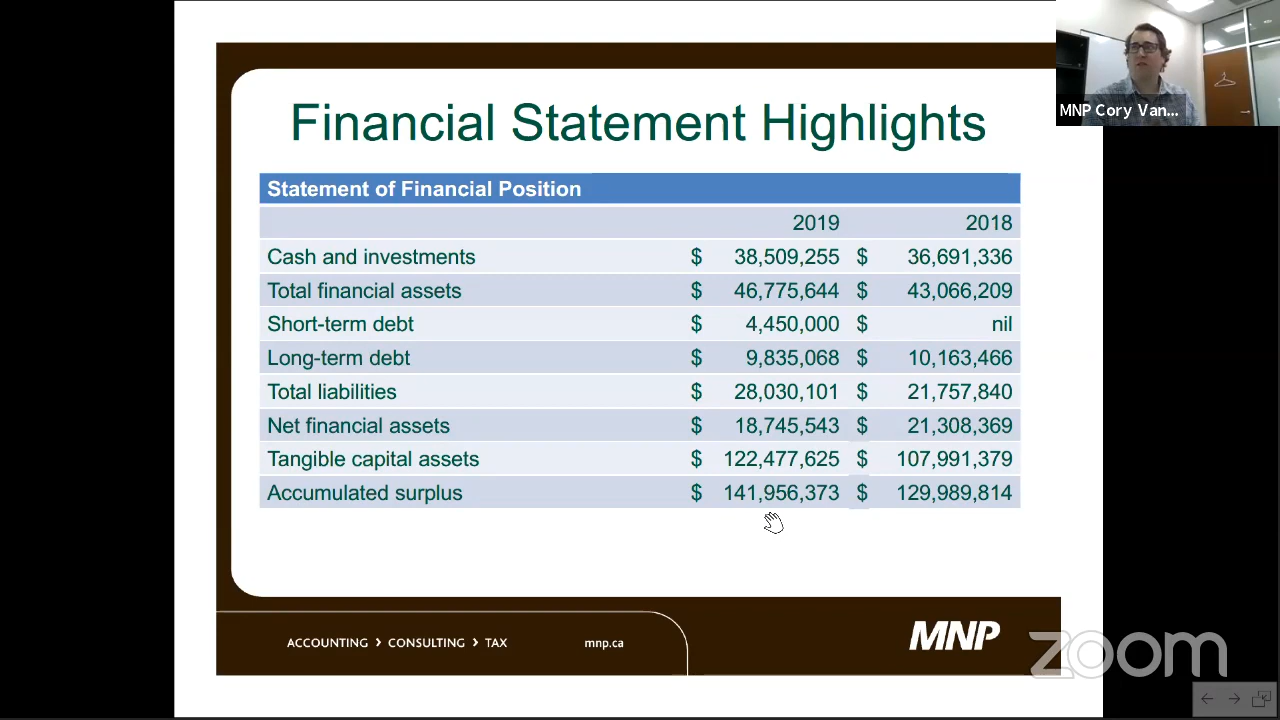 MNP Cory Van...
Financial Statement Highlights
Statement of Financial Position
2019 2018
Cash and investments $ 38,509,255 $ 36,691,336
Total financial assets $ 46,775,644 $ 43,066,209
Short-term debt $ 4,450,000 $ nil
Long-term debt $ 9,835,068 $ 10,163,466
Total liabilities $ 28,030,101 $ 21,757,840
Net financial assets $ 18,745,543 $ 21,308,369
Tangible capital assets $ 122,477,625 $ 107,991,379
Accumulated surplus $ 141,956,373 $ 129,989,814
ACCOUNTING > CONSULTING > TAX mnp.ca MNP
zoom